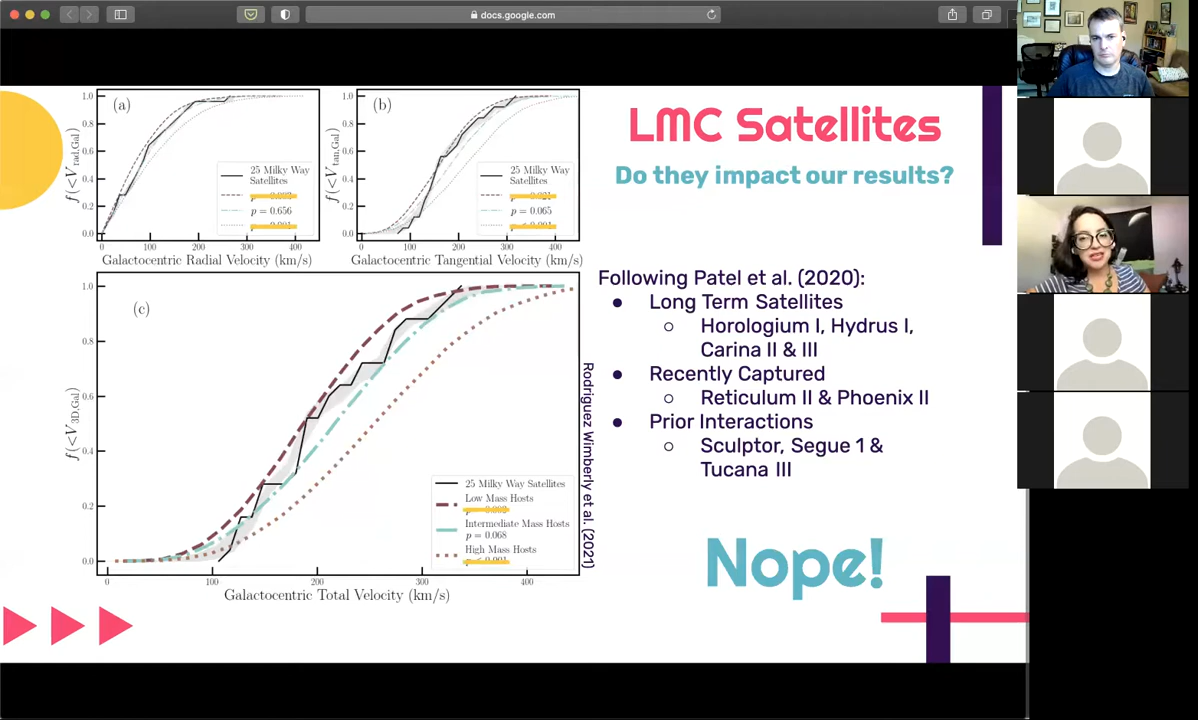 docs.google.com
(a)
f(<V_rad,Gal)
1.0
0.8
0.6
0.4
0.2
0.0
25 Milky Way
Satellites
p = 0.656
0
100
200
300
400
Galactocentric Radial Velocity (km/s)
(b)
f(<V_tan,Gal)
1.0
0.8
0.6
0.4
0.2
0.0
25 Milky Way
Satellites
p = 0.065
0
100
200
300
400
Galactocentric Tangential Velocity (km/s)
(c)
f(<V_3D,Gal)
1.0
0.8
0.6
0.4
0.2
0.0
25 Milky Way Satellites
Low Mass Hosts
Intermediate Mass Hosts
p = 0.068
High Mass Hosts
0
100
200
300
400
Galactocentric Total Velocity (km/s)
Rodriguez Wimberly et al. (2021)
LMC Satellites
Do they impact our results?
Following Patel et al. (2020):
● Long Term Satellites
○ Horologium I, Hydrus I,
Carina II & III
● Recently Captured
○ Reticulum II & Phoenix II
● Prior Interactions
○ Sculptor, Segue 1 &
Tucana III
Nope!